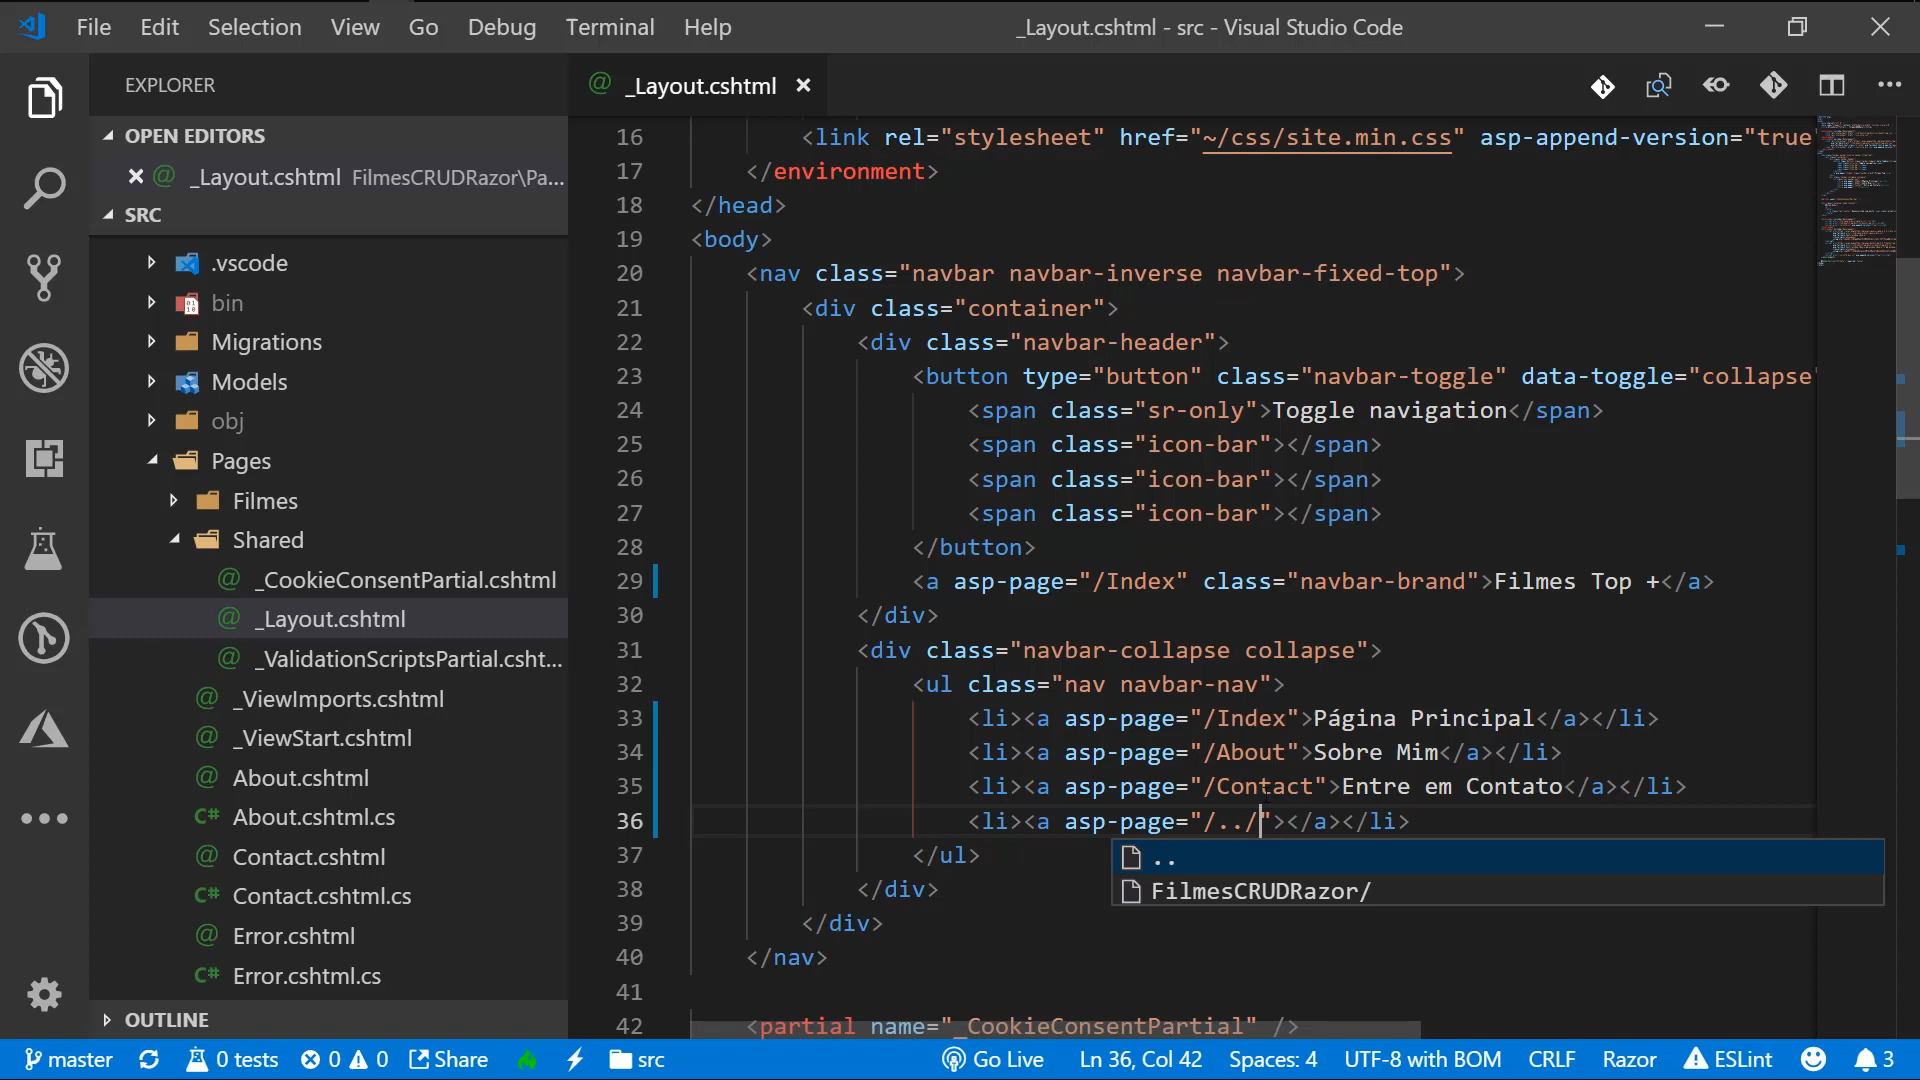 File Edit Selection View Go Debug Terminal Help
_Layout.cshtml - src - Visual Studio Code
EXPLORER
OPEN EDITORS
_Layout.cshtml FilmesCRUDRazor\Pa...
SRC
.vscode
bin
Migrations
Models
obj
Pages
Filmes
Shared
_CookieConsentPartial.cshtml
_Layout.cshtml
_ValidationScriptsPartial.csht...
_ViewImports.cshtml
_ViewStart.cshtml
About.cshtml
About.cshtml.cs
Contact.cshtml
Contact.cshtml.cs
Error.cshtml
Error.cshtml.cs
OUTLINE
_Layout.cshtml
16 <link rel="stylesheet" href="~/css/site.min.css" asp-append-version="true
17 </environment>
18 </head>
19 <body>
20 <nav class="navbar navbar-inverse navbar-fixed-top">
21 <div class="container">
22 <div class="navbar-header">
23 <button type="button" class="navbar-toggle" data-toggle="collapse"
24 <span class="sr-only">Toggle navigation</span>
25 <span class="icon-bar"></span>
26 <span class="icon-bar"></span>
27 <span class="icon-bar"></span>
28 </button>
29 <a asp-page="/Index" class="navbar-brand">Filmes Top +</a>
30 </div>
31 <div class="navbar-collapse collapse">
32 <ul class="nav navbar-nav">
33 <li><a asp-page="/Index">Página Principal</a></li>
34 <li><a asp-page="/About">Sobre Mim</a></li>
35 <li><a asp-page="/Contact">Entre em Contato</a></li>
36 <li><a asp-page="/../"></a></li>
37 </ul>
..
38 </div>
FilmesCRUDRazor/
39 </div>
40 </nav>
41
42 <partial name="_CookieConsentPartial" />
master 0 tests 0 0 Share src Go Live Ln 36, Col 42 Spaces: 4 UTF-8 with BOM CRLF Razor ESLint 3